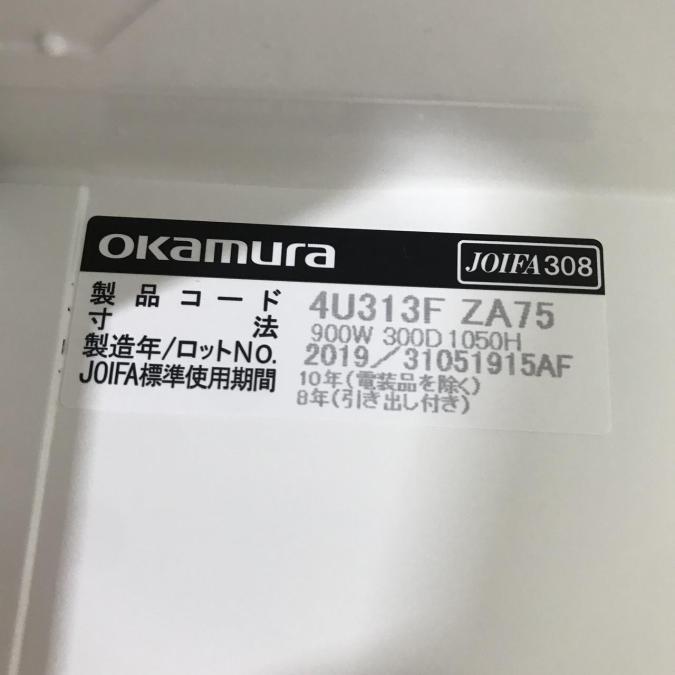 okamura JOIFA308
製品コード 4U313F ZA75
寸法 900W 300D 1050H
製造年/ロットNO. 2019/31051915AF
JOIFA標準使用期間 10年(電装品を除く)
8年(引き出し付き)